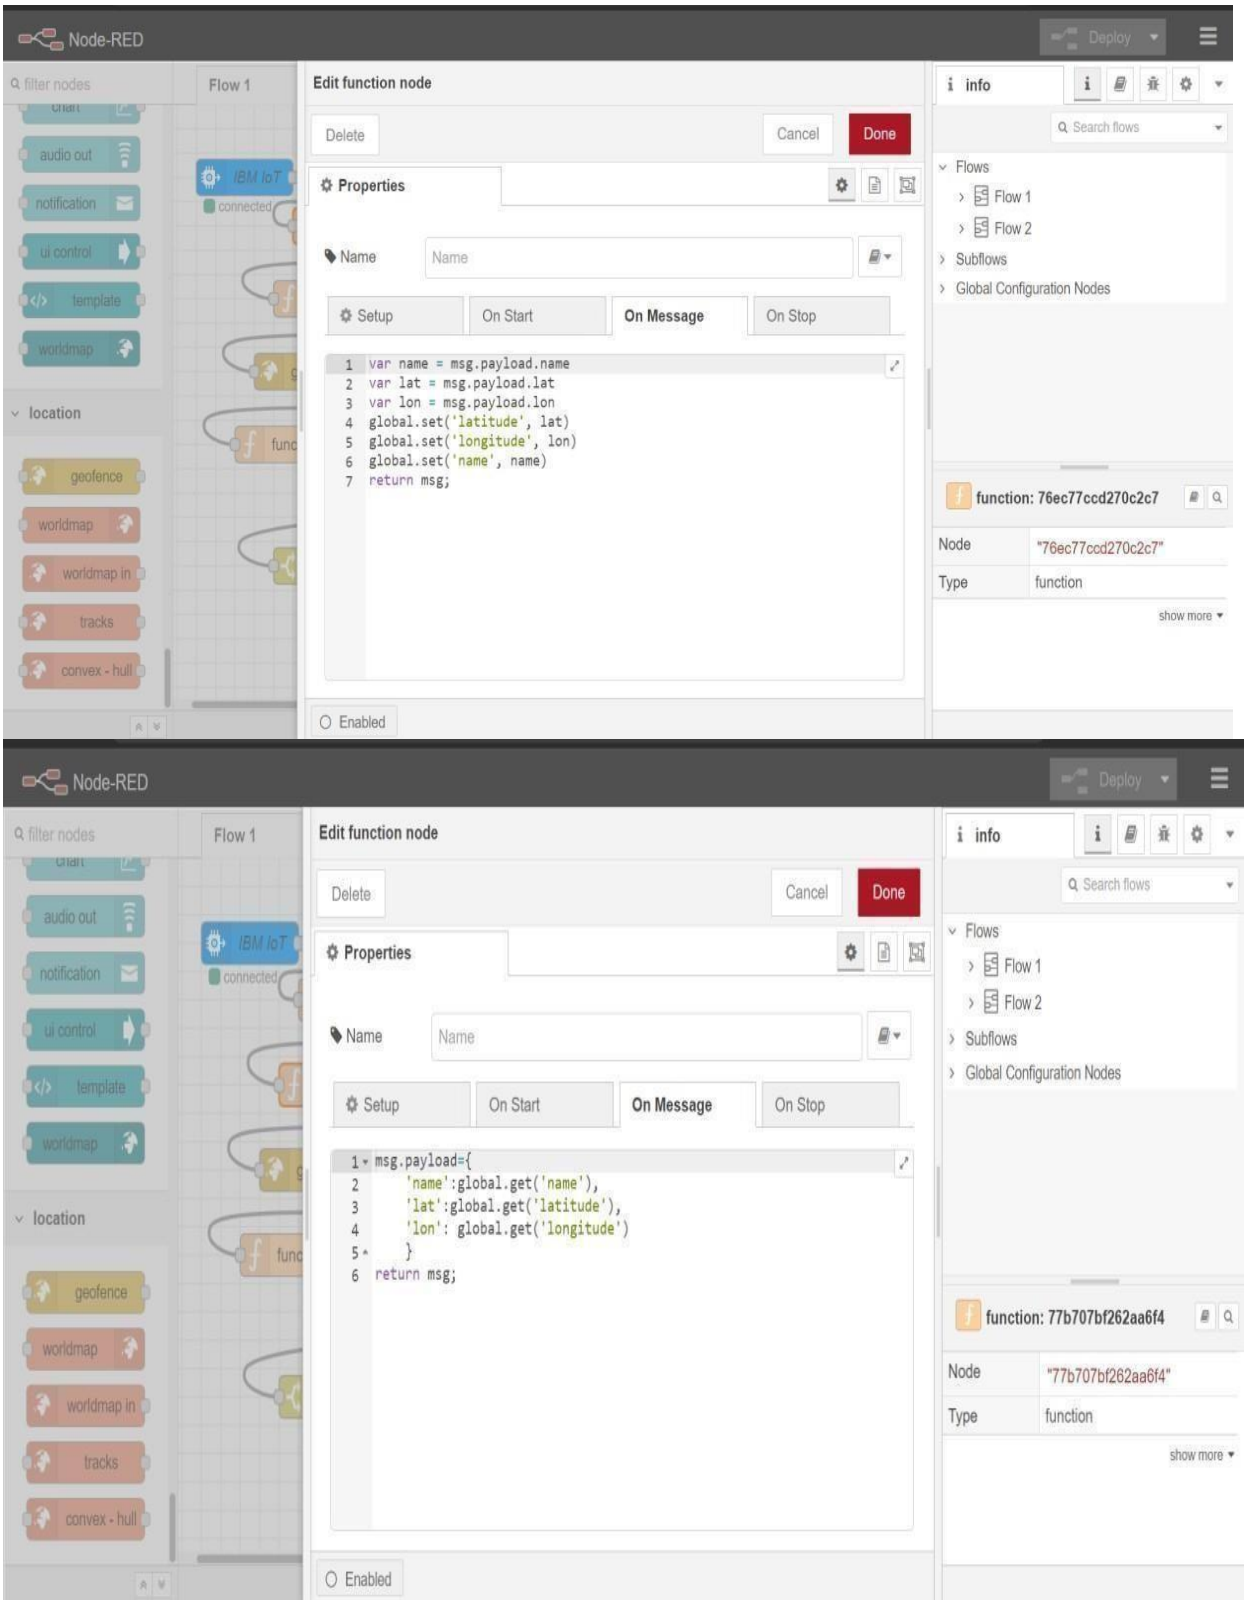 Node-RED
Deploy
filter nodes
Flow 1
Edit function node
i info
i
chart
Delete
Cancel
Done
Search flows
audio out
IBM IoT
Properties
Flows
notification
connected
Flow 1
Flow 2
ui control
Name
Name
Subflows
template
Setup
On Start
On Message
On Stop
Global Configuration Nodes
worldmap
1 var name = msg.payload.name
2 var lat = msg.payload.lat
3 var lon = msg.payload.lon
4 global.set('latitude', lat)
5 global.set('longitude', lon)
6 global.set('name', name)
7 return msg;
location
func
geofence
worldmap
worldmap in
tracks
convex - hull
function: 76ec77ccd270c2c7
Node
"76ec77ccd270c2c7"
Type
function
show more
Enabled
Node-RED
Deploy
filter nodes
Flow 1
Edit function node
i info
i
chart
Delete
Cancel
Done
Search flows
audio out
IBM IoT
Properties
Flows
notification
connected
Flow 1
Flow 2
ui control
Name
Name
Subflows
template
Setup
On Start
On Message
On Stop
Global Configuration Nodes
worldmap
1 msg.payload={
2 'name':global.get('name'),
3 'lat':global.get('latitude'),
4 'lon': global.get('longitude')
5 }
6 return msg;
location
func
geofence
worldmap
worldmap in
tracks
convex - hull
function: 77b707bf262aa6f4
Node
"77b707bf262aa6f4"
Type
function
show more
Enabled